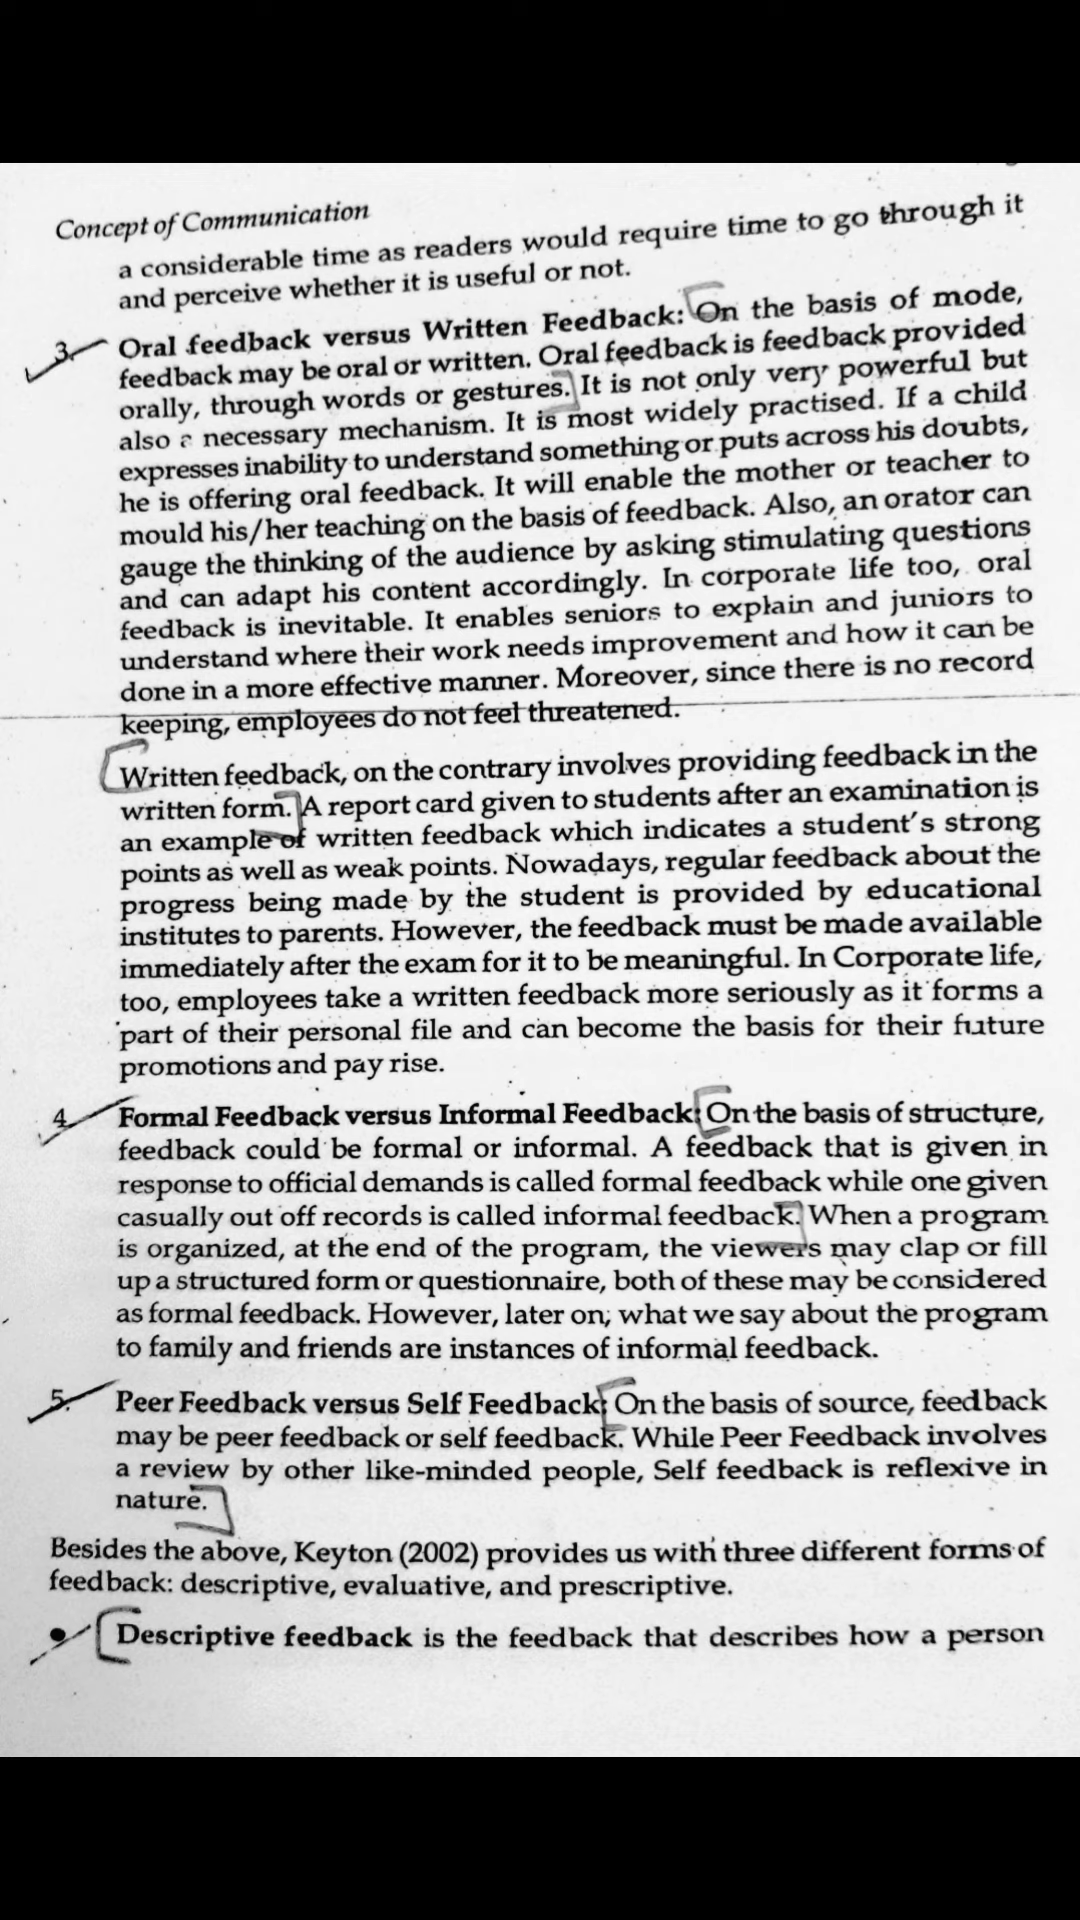 Concept of Communication
a considerable time as readers would require time to go through it
and perceive whether it is useful or not.
3. Oral feedback versus Written Feedback: On the basis of mode,
feedback may be oral or written. Oral feedback is feedback provided
orally, through words or gestures. It is not only very powerful but
also a necessary mechanism. It is most widely practised. If a child
expresses inability to understand something or puts across his doubts,
he is offering oral feedback. It will enable the mother or teacher to
mould his/her teaching on the basis of feedback. Also, an orator can
gauge the thinking of the audience by asking stimulating questions
and can adapt his content accordingly. In corporate life too, oral
feedback is inevitable. It enables seniors to explain and juniors to
understand where their work needs improvement and how it can be
done in a more effective manner. Moreover, since there is no record
keeping, employees do not feel threatened.
Written feedback, on the contrary involves providing feedback in the
written form. A report card given to students after an examination is
an example of written feedback which indicates a student's strong
points as well as weak points. Nowadays, regular feedback about the
progress being made by the student is provided by educational
institutes to parents. However, the feedback must be made available
immediately after the exam for it to be meaningful. In Corporate life,
too, employees take a written feedback more seriously as it forms a
part of their personal file and can become the basis for their future
promotions and pay rise.
4. Formal Feedback versus Informal Feedback: On the basis of structure,
feedback could be formal or informal. A feedback that is given in
response to official demands is called formal feedback while one given
casually out off records is called informal feedback. When a program
is organized, at the end of the program, the viewers may clap or fill
up a structured form or questionnaire, both of these may be considered
as formal feedback. However, later on, what we say about the program
to family and friends are instances of informal feedback.
5. Peer Feedback versus Self Feedback: On the basis of source, feedback
may be peer feedback or self feedback. While Peer Feedback involves
a review by other like-minded people, Self feedback is reflexive in
nature.
Besides the above, Keyton (2002) provides us with three different forms of
feedback: descriptive, evaluative, and prescriptive.
• Descriptive feedback is the feedback that describes how a person